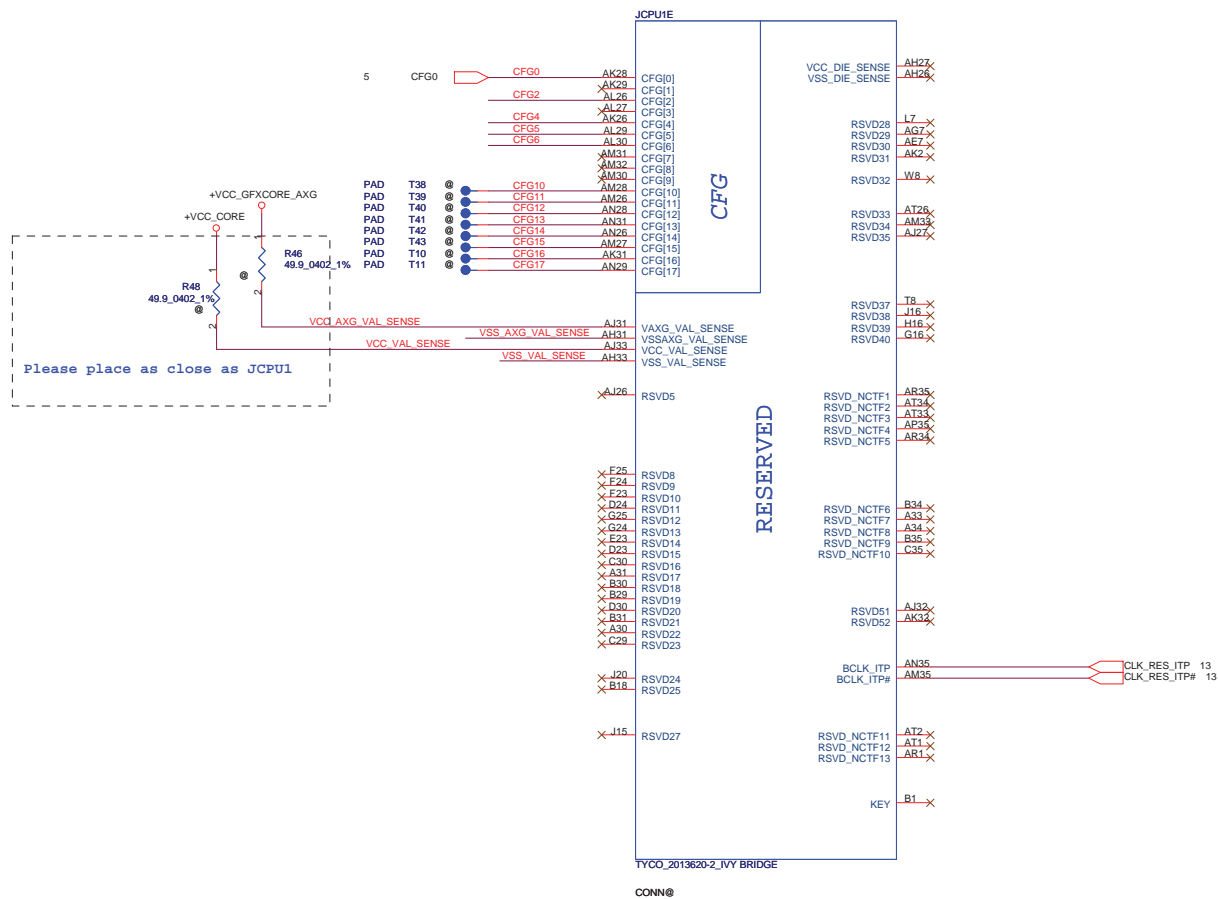 JCPU1E
5 CFG0 CFG0 AK28 CFG[0]
AK29 CFG[1]
CFG2 AL26 CFG[2]
AL27 CFG[3]
CFG4 AK26 CFG[4]
CFG5 AL29 CFG[5]
CFG6 AL30 CFG[6]
AM31 CFG[7]
AM32 CFG[8]
AM30 CFG[9]
PAD T38 @ CFG10 AM28 CFG[10]
PAD T39 @ CFG11 AM26 CFG[11]
PAD T40 @ CFG12 AN28 CFG[12]
PAD T41 @ CFG13 AN31 CFG[13]
PAD T42 @ CFG14 AN26 CFG[14]
PAD T43 @ CFG15 AM27 CFG[15]
PAD T10 @ CFG16 AK31 CFG[16]
PAD T11 @ CFG17 AN29 CFG[17]
CFG
+VCC_GFXCORE_AXG
+VCC_CORE
1
R46
49.9_0402_1%
@
2
1
R48
49.9_0402_1%
@
2
Please place as close as JCPU1
VCC_AXG_VAL_SENSE AJ31 VAXG_VAL_SENSE
VSS_AXG_VAL_SENSE AH31 VSSAXG_VAL_SENSE
VCC_VAL_SENSE AJ33 VCC_VAL_SENSE
VSS_VAL_SENSE AH33 VSS_VAL_SENSE
AJ26 RSVD5
F25 RSVD8
F24 RSVD9
F23 RSVD10
D24 RSVD11
G25 RSVD12
G24 RSVD13
E23 RSVD14
D23 RSVD15
C30 RSVD16
A31 RSVD17
B30 RSVD18
B29 RSVD19
D30 RSVD20
B31 RSVD21
A30 RSVD22
C29 RSVD23
J20 RSVD24
B18 RSVD25
J15 RSVD27
RESERVED
VCC_DIE_SENSE AH27
VSS_DIE_SENSE AH26
RSVD28 L7
RSVD29 AG7
RSVD30 AE7
RSVD31 AK2
RSVD32 W8
RSVD33 AT26
RSVD34 AM33
RSVD35 AJ27
RSVD37 T8
RSVD38 J16
RSVD39 H16
RSVD40 G16
RSVD_NCTF1 AR35
RSVD_NCTF2 AT34
RSVD_NCTF3 AT33
RSVD_NCTF4 AP35
RSVD_NCTF5 AR34
RSVD_NCTF6 B34
RSVD_NCTF7 A33
RSVD_NCTF8 A34
RSVD_NCTF9 B35
RSVD_NCTF10 C35
RSVD51 AJ32
RSVD52 AK32
BCLK_ITP AN35 CLK_RES_ITP 13
BCLK_ITP# AM35 CLK_RES_ITP# 13
RSVD_NCTF11 AT2
RSVD_NCTF12 AT1
RSVD_NCTF13 AR1
KEY B1
TYCO_2013620-2_IVY BRIDGE
CONN@